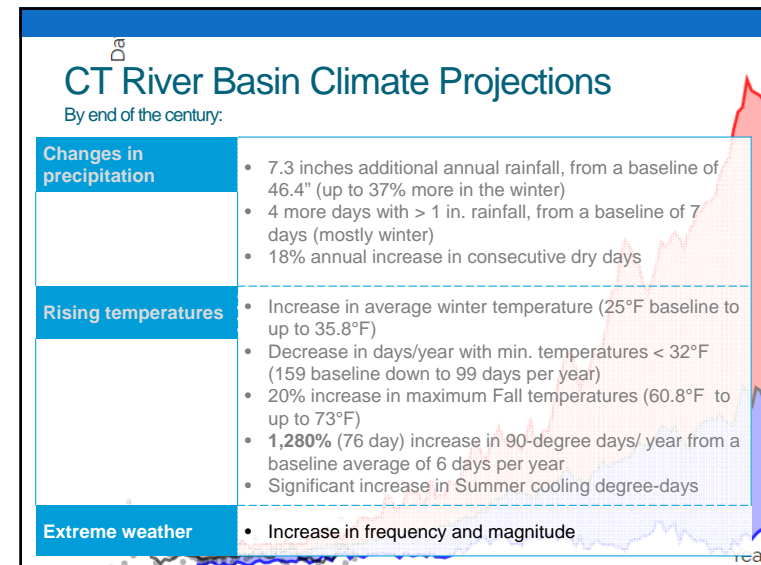 Da
CT River Basin Climate Projections
By end of the century:
Changes in
precipitation
• 7.3 inches additional annual rainfall, from a baseline of
46.4” (up to 37% more in the winter)
• 4 more days with > 1 in. rainfall, from a baseline of 7
days (mostly winter)
• 18% annual increase in consecutive dry days
Rising temperatures
• Increase in average winter temperature (25°F baseline to
up to 35.8°F)
• Decrease in days/year with min. temperatures < 32°F
(159 baseline down to 99 days per year)
• 20% increase in maximum Fall temperatures (60.8°F to
up to 73°F)
• 1,280% (76 day) increase in 90-degree days/ year from a
baseline average of 6 days per year
• Significant increase in Summer cooling degree-days
Extreme weather
• Increase in frequency and magnitude